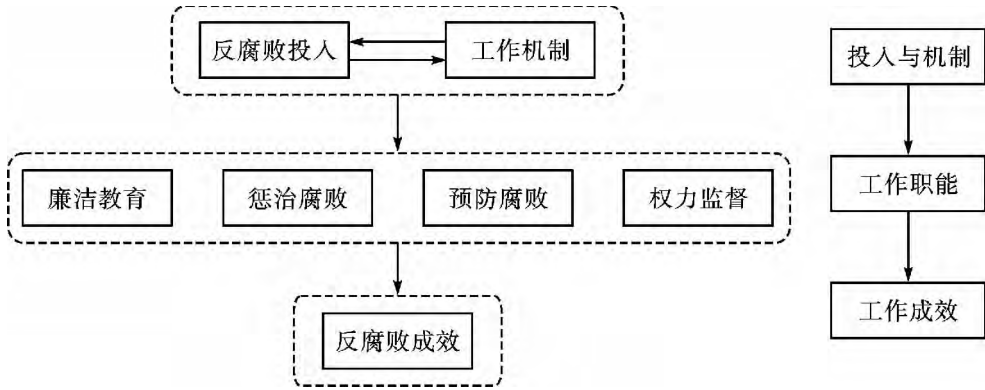 反腐败投入
工作机制
投入与机制
廉洁教育
惩治腐败
预防腐败
权力监督
工作职能
反腐败成效
工作成效